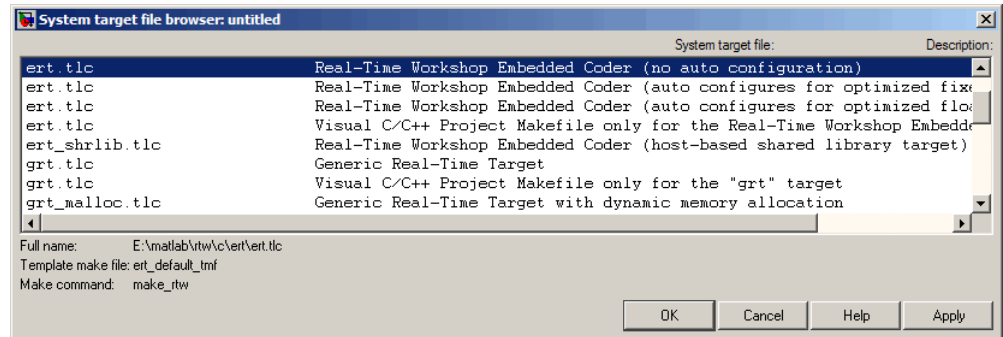 System target file browser: untitled
System target file: Description:
ert.tlc Real-Time Workshop Embedded Coder (no auto configuration)
ert.tlc Real-Time Workshop Embedded Coder (auto configures for optimized fixe
ert.tlc Real-Time Workshop Embedded Coder (auto configures for optimized floa
ert.tlc Visual C/C++ Project Makefile only for the Real-Time Workshop Embedde
ert_shrlib.tlc Real-Time Workshop Embedded Coder (host-based shared library target)
grt.tlc Generic Real-Time Target
grt.tlc Visual C/C++ Project Makefile only for the "grt" target
grt_malloc.tlc Generic Real-Time Target with dynamic memory allocation
Full name: E:\matlab\rtw\c\ert\ert.tlc
Template make file: ert_default_tmf
Make command: make_rtw
OK Cancel Help Apply